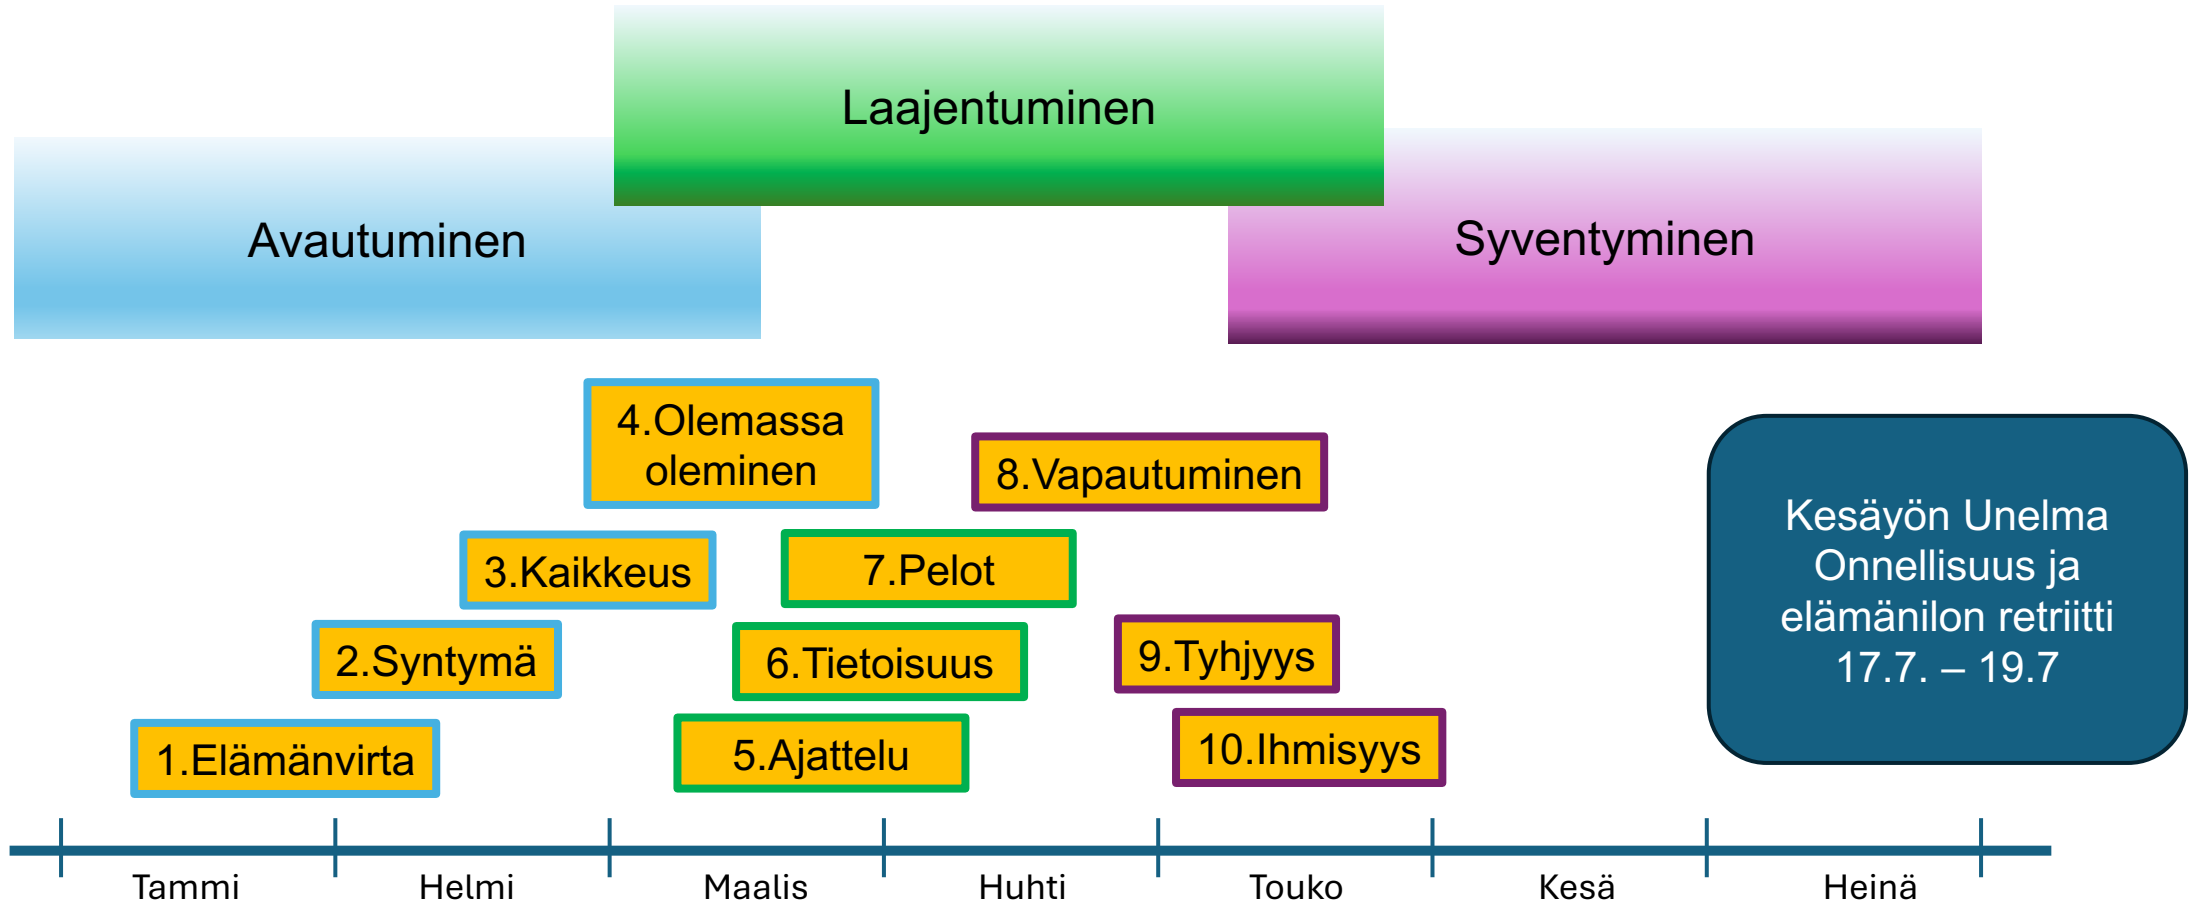 Laajentuminen
Avautuminen
Syventyminen
4.Olemassa
oleminen
8.Vapautuminen
3.Kaikkeus
7.Pelot
2.Syntymä
6.Tietoisuus
9.Tyhjyys
1.Elämänvirta
5.Ajattelu
10.Ihmisyys
Kesäyön Unelma
Onnellisuus ja
elämänilon retriitti
17.7. – 19.7
Tammi
Helmi
Maalis
Huhti
Touko
Kesä
Heinä